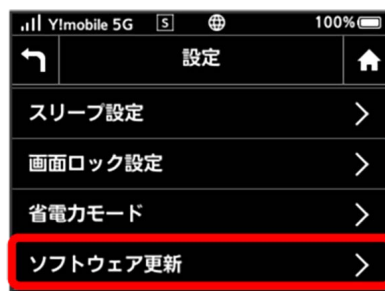 Y!mobile 5G S 100%
設定
スリープ設定
画面ロック設定
省電力モード
ソフトウェア更新